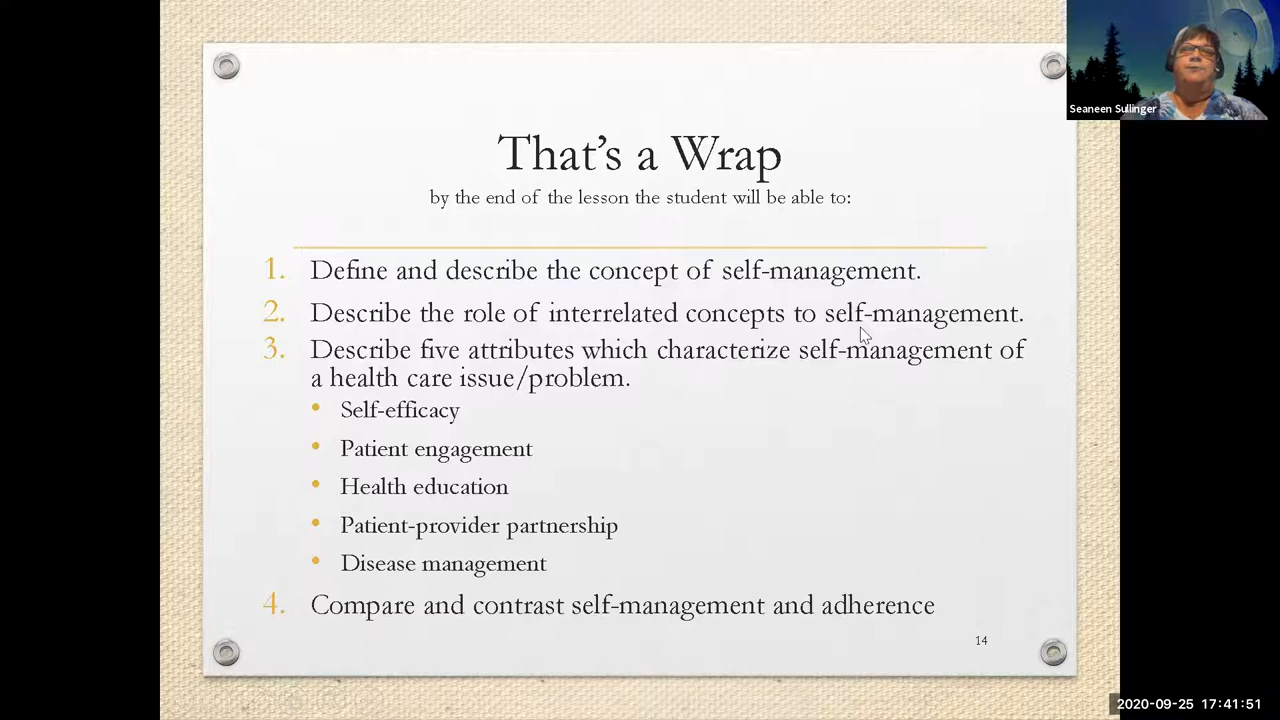 Seaneen Sullinger
That's a Wrap
by the end of the lesson the student will be able to:
1. Define and describe the concept of self-management.
2. Describe the role of interrelated concepts to self-management.
3. Describe five attributes which characterize self-management of
a health care issue/problem.
• Self-efficacy
• Patient engagement
• Health education
• Patient-provider partnership
• Disease management
4. Compare and contrast self-management and adherence
14
2020-09-25 17:41:51